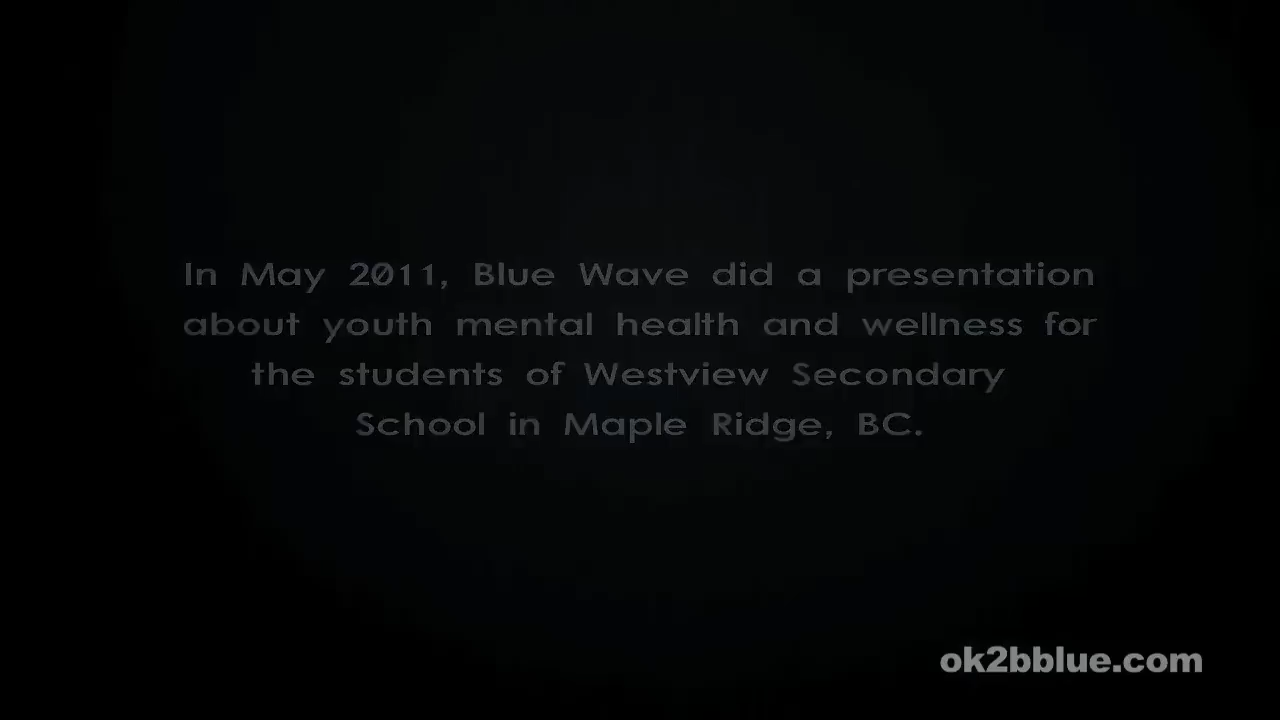 In May 2011, Blue Wave did a presentation
about youth mental health and wellness for
the students of Westview Secondary
School in Maple Ridge, BC.
ok2bblue.com